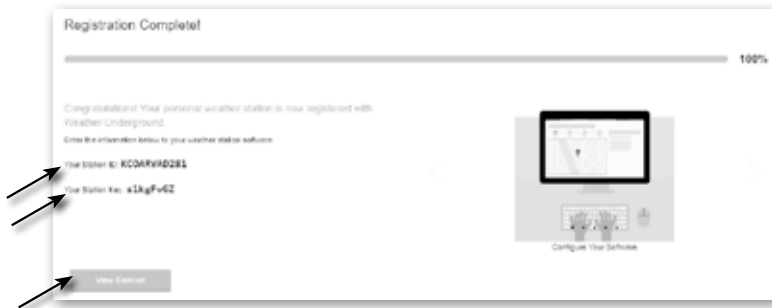 Registration Complete!
100%
Congratulations! Your personal weather station is now registered with
Weather Underground.
Enter the information below to your weather station software.
Your Station ID: KCOARVAD281
Your Station Key: a1kgFv6Z
View Devices
Configure Your Software